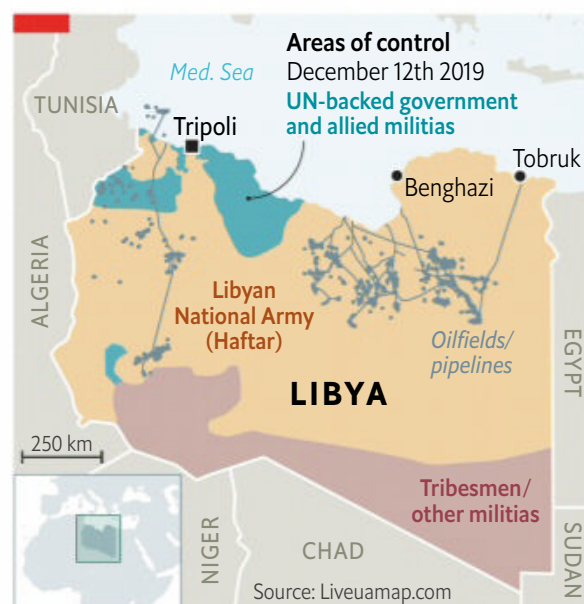 Areas of control
December 12th 2019
UN-backed government
and allied militias
Med. Sea
TUNISIA
Tripoli
Benghazi
Tobruk
ALGERIA
Libyan
National Army
(Haftar)
Oilfields/
pipelines
EGYPT
LIBYA
250 km
Tribesmen/
other militias
NIGER
CHAD
SUDAN
Source: Liveuamap.com